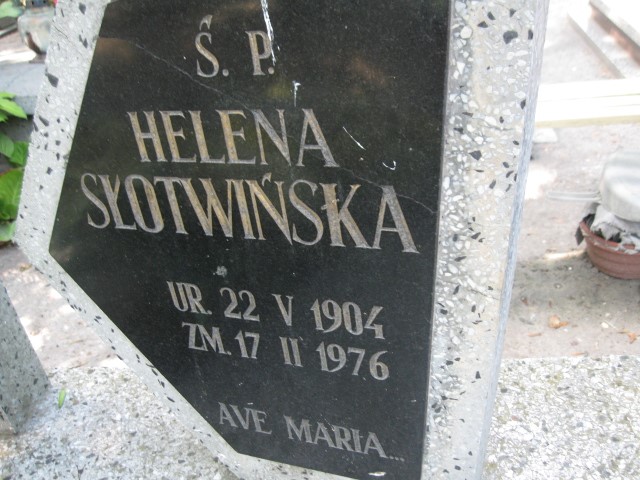 Ś. P.
HELENA
SŁOTWIŃSKA
UR. 22 V 1904
ZM. 17 II 1976
AVE MARIA...